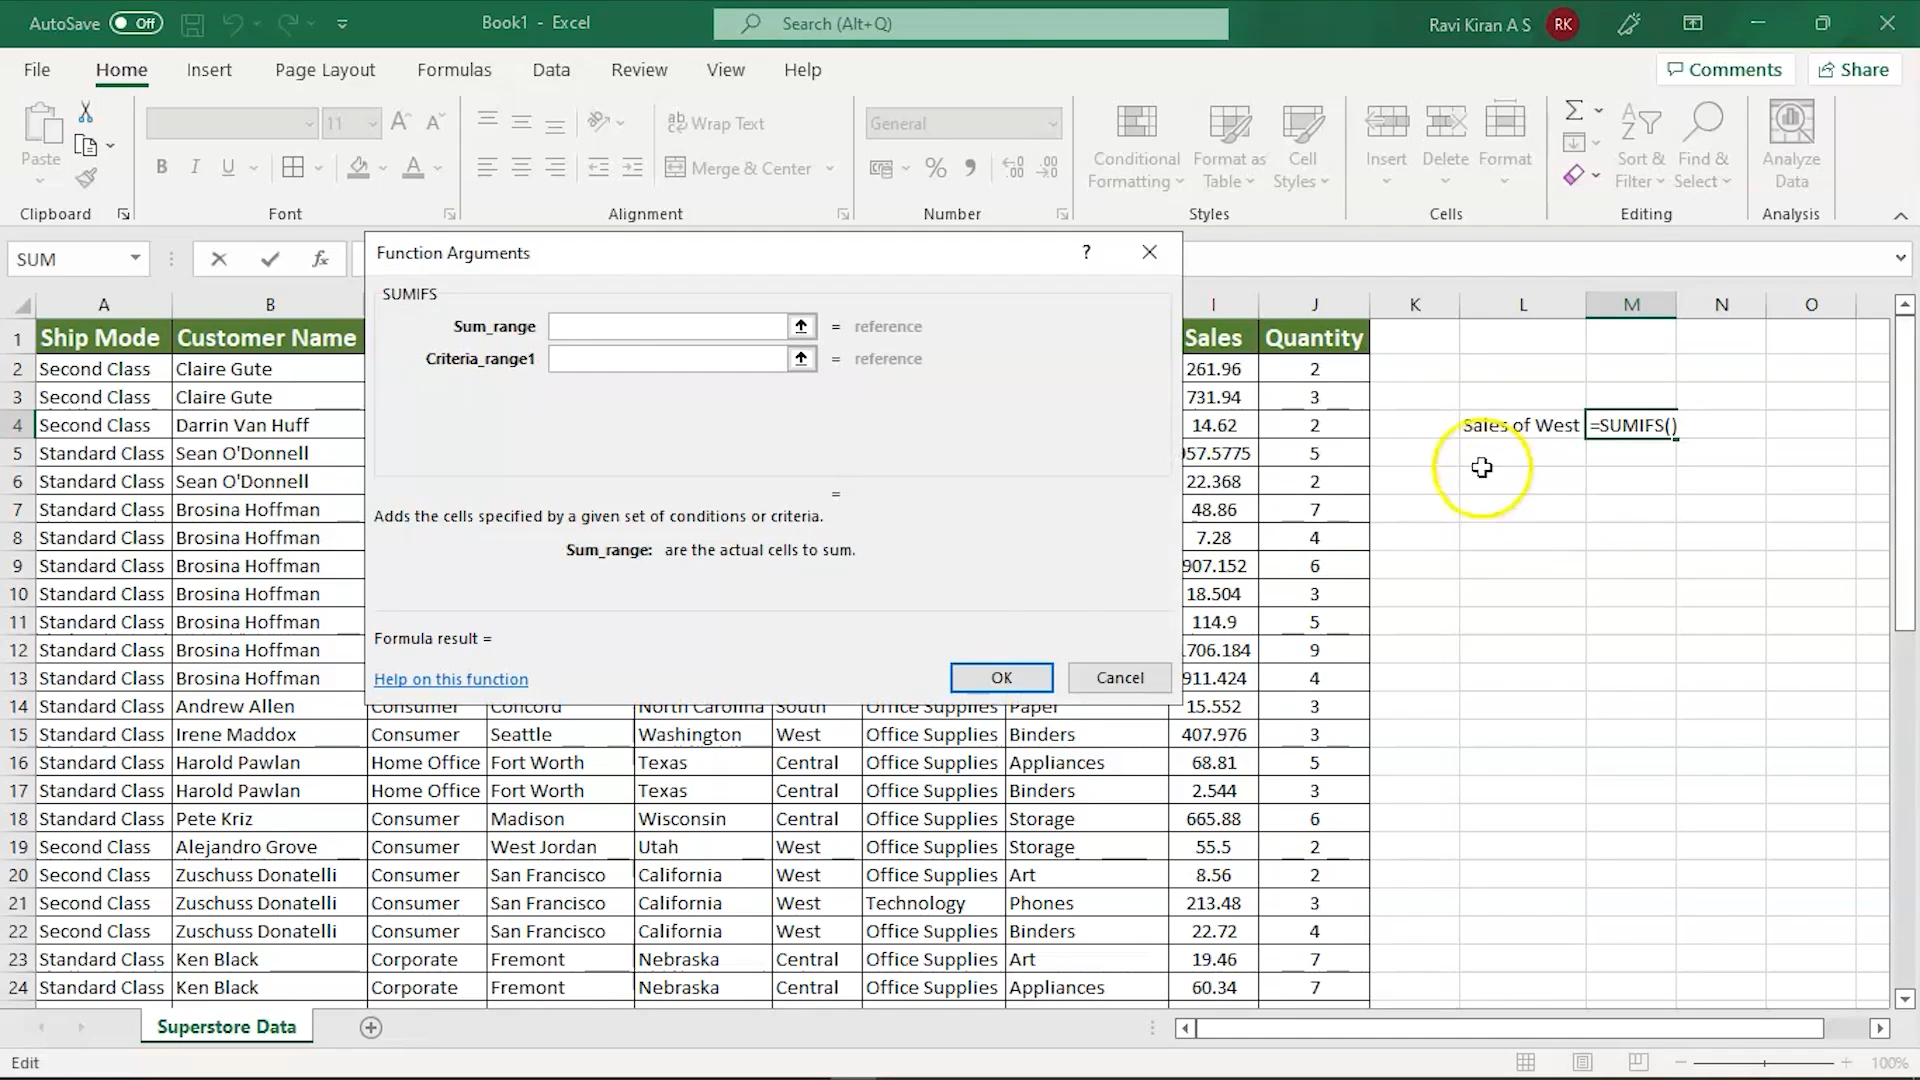 AutoSave Off Book1 - Excel Search (Alt+Q) Ravi Kiran A S RK
File Home Insert Page Layout Formulas Data Review View Help Comments Share
Paste
11
B I U A
Wrap Text
Merge & Center
General
Conditional Formatting
Format as Table
Cell Styles
Insert Delete Format
Sort & Filter
Find & Select
Analyze Data
Clipboard Font Alignment Number Styles Cells Editing Analysis
SUM fx
Function Arguments ? 
SUMIFS
Sum_range = reference
Criteria_range1 = reference
=
Adds the cells specified by a given set of conditions or criteria.
Sum_range: are the actual cells to sum.
Formula result =
Help on this function OK Cancel
A B I J K L M N O
1 Ship Mode Customer Name Sales Quantity
2 Second Class Claire Gute 261.96 2
3 Second Class Claire Gute 731.94 3
4 Second Class Darrin Van Huff 14.62 2 Sales of West =SUMIFS()
5 Standard Class Sean O'Donnell 957.5775 5
6 Standard Class Sean O'Donnell 22.368 2
7 Standard Class Brosina Hoffman 48.86 7
8 Standard Class Brosina Hoffman 7.28 4
9 Standard Class Brosina Hoffman 907.152 6
10 Standard Class Brosina Hoffman 18.504 3
11 Standard Class Brosina Hoffman 114.9 5
12 Standard Class Brosina Hoffman 1706.184 9
13 Standard Class Brosina Hoffman 911.424 4
14 Standard Class Andrew Allen Consumer Concord North Carolina South Office Supplies Paper 15.552 3
15 Standard Class Irene Maddox Consumer Seattle Washington West Office Supplies Binders 407.976 3
16 Standard Class Harold Pawlan Home Office Fort Worth Texas Central Office Supplies Appliances 68.81 5
17 Standard Class Harold Pawlan Home Office Fort Worth Texas Central Office Supplies Binders 2.544 3
18 Standard Class Pete Kriz Consumer Madison Wisconsin Central Office Supplies Storage 665.88 6
19 Second Class Alejandro Grove Consumer West Jordan Utah West Office Supplies Storage 55.5 2
20 Second Class Zuschuss Donatelli Consumer San Francisco California West Office Supplies Art 8.56 2
21 Second Class Zuschuss Donatelli Consumer San Francisco California West Technology Phones 213.48 3
22 Second Class Zuschuss Donatelli Consumer San Francisco California West Office Supplies Binders 22.72 4
23 Standard Class Ken Black Corporate Fremont Nebraska Central Office Supplies Art 19.46 7
24 Standard Class Ken Black Corporate Fremont Nebraska Central Office Supplies Appliances 60.34 7
Superstore Data
Edit 100%